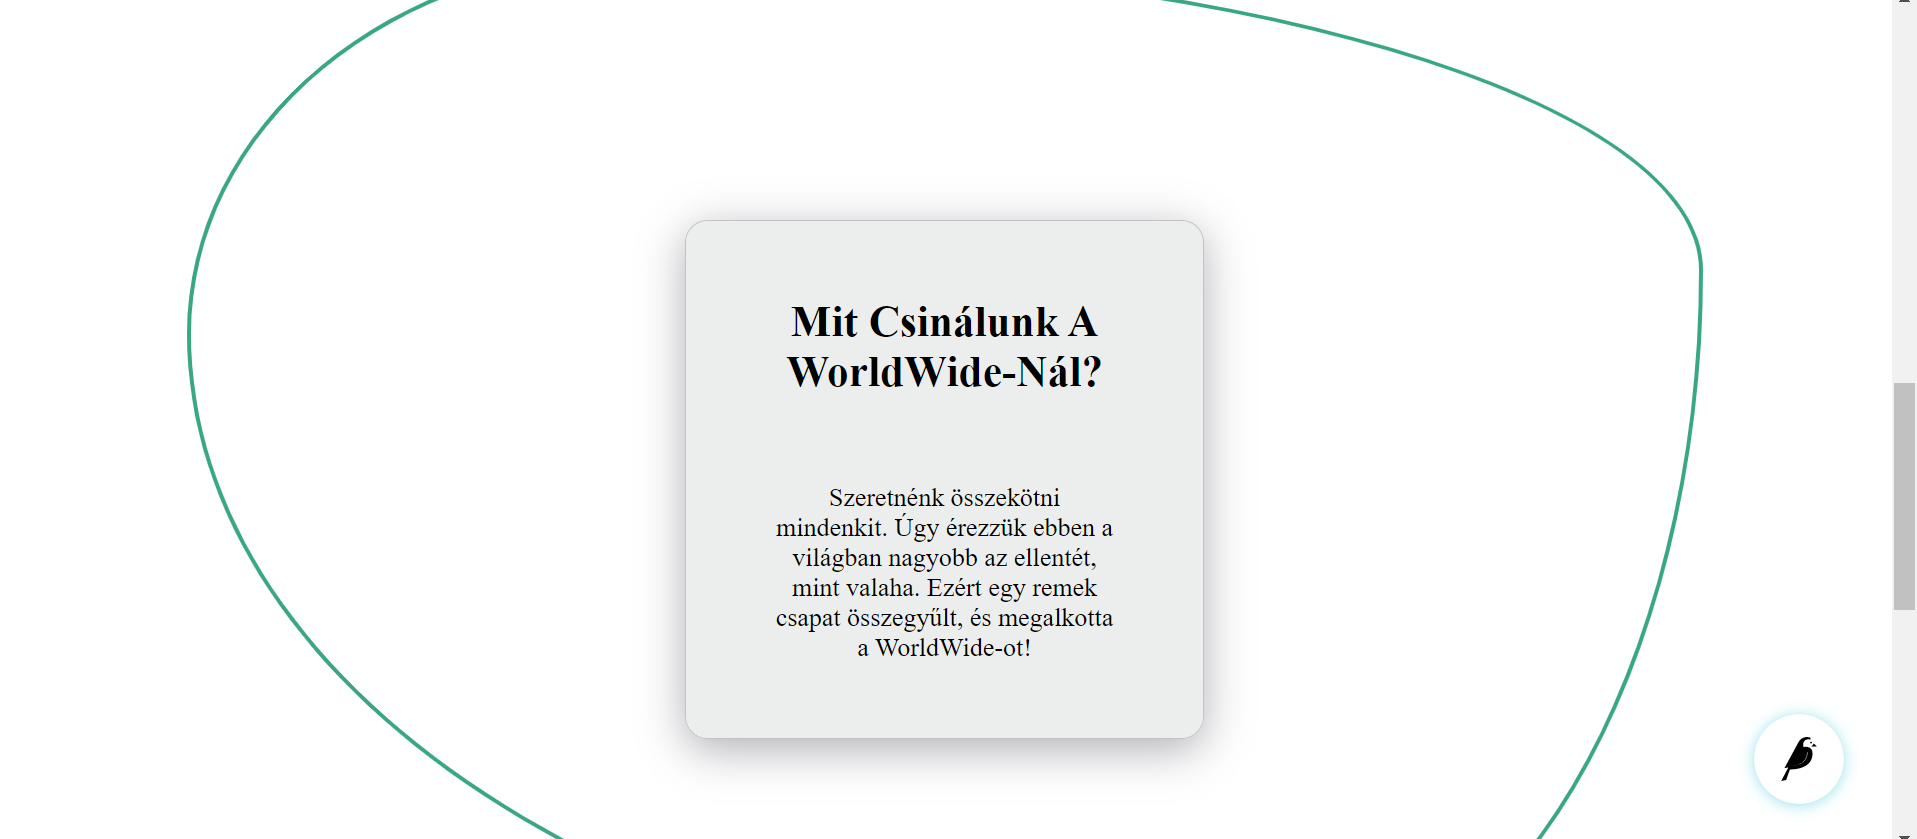 Mit Csinálunk A
WorldWide-Nál?
Szeretnénk összekötni
mindenkit. Úgy érezzük ebben a
világban nagyobb az ellentét,
mint valaha. Ezért egy remek
csapat összegyűlt, és megalkotta
a WorldWide-ot!